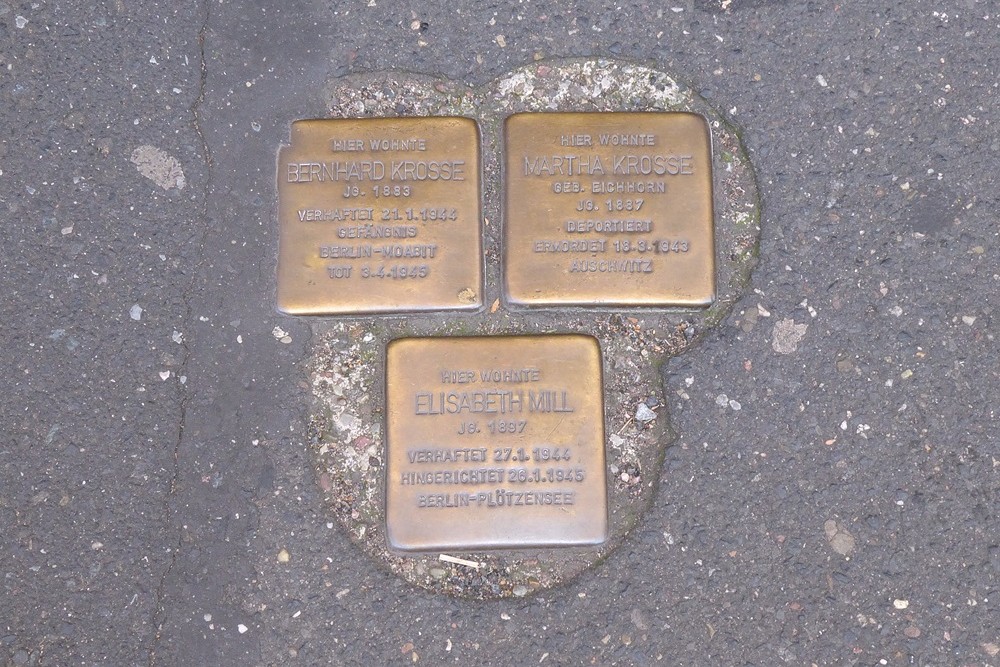 HIER WOHNTE
BERNHARD KROSSE
JG. 1883
VERHAFTET 21.1.1944
GEFÄNGNIS
BERLIN-MOABIT
TOT 3.4.1945
HIER WOHNTE
MARTHA KROSSE
GEB. EICHHORN
JG. 1887
DEPORTIERT
ERMORDET 18.3.1943
AUSCHWITZ
HIER WOHNTE
ELISABETH MILL
JG. 1897
VERHAFTET 27.1.1944
HINGERICHTET 26.1.1945
BERLIN-PLÖTZENSEE